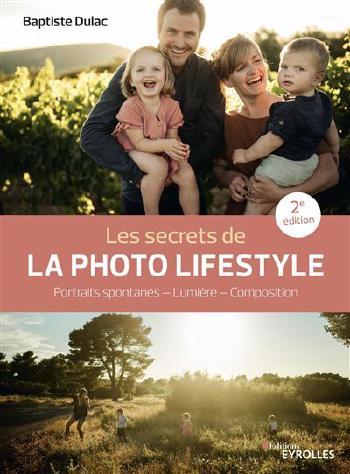 Baptiste Dulac
2e
édition
Les secrets de
LA PHOTO LIFESTYLE
Portraits spontanés – Lumière – Composition
Éditions
EYROLLES